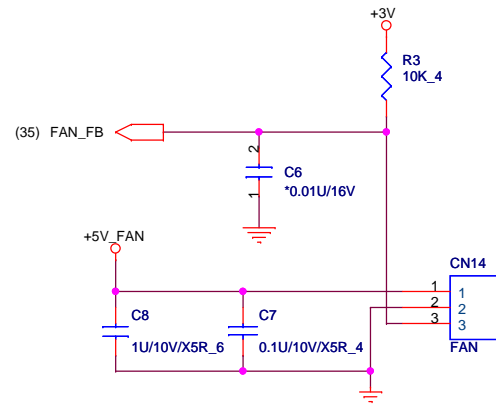 +3V
R3
10K_4
(35) FAN_FB
2
C6
*0.01U/16V
1
+5V_FAN
CN14
1 1
2 2
3 3
FAN
C8
1U/10V/X5R_6
C7
0.1U/10V/X5R_4